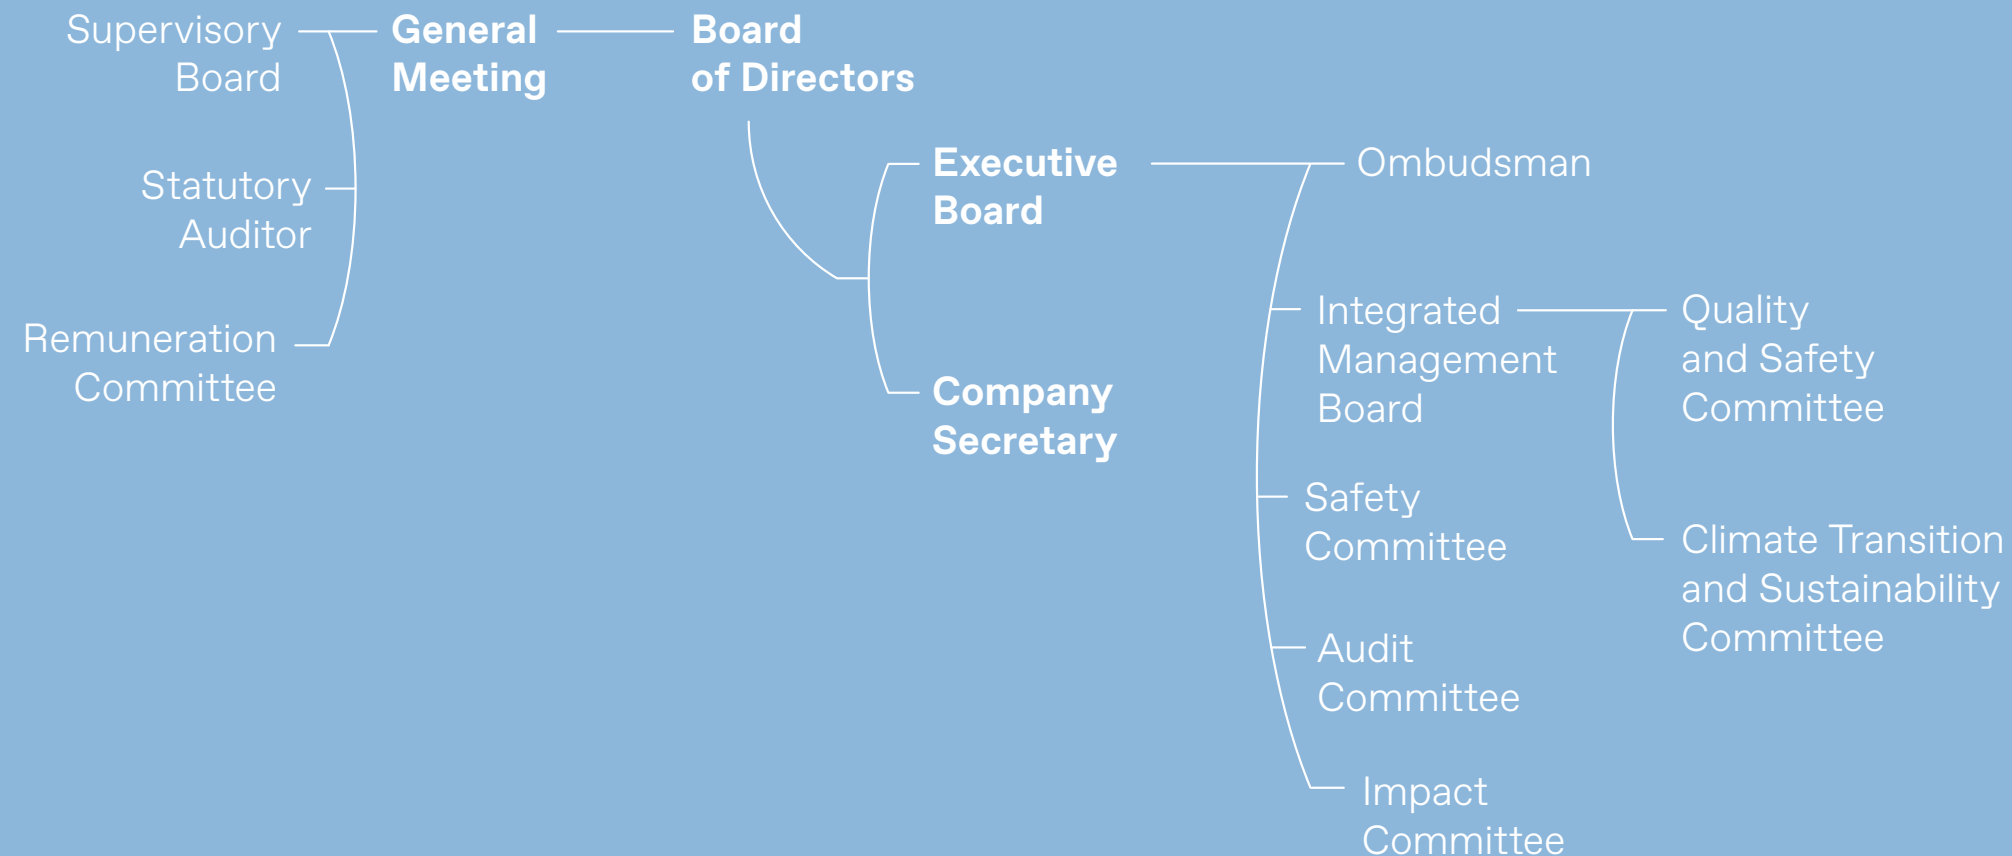 Supervisory
Board
General
Meeting
Board
of Directors
Statutory
Auditor
Remuneration
Committee
Executive
Board
Company
Secretary
Ombudsman
Integrated
Management
Board
Safety
Committee
Audit
Committee
Impact
Committee
Quality
and Safety
Committee
Climate Transition
and Sustainability
Committee